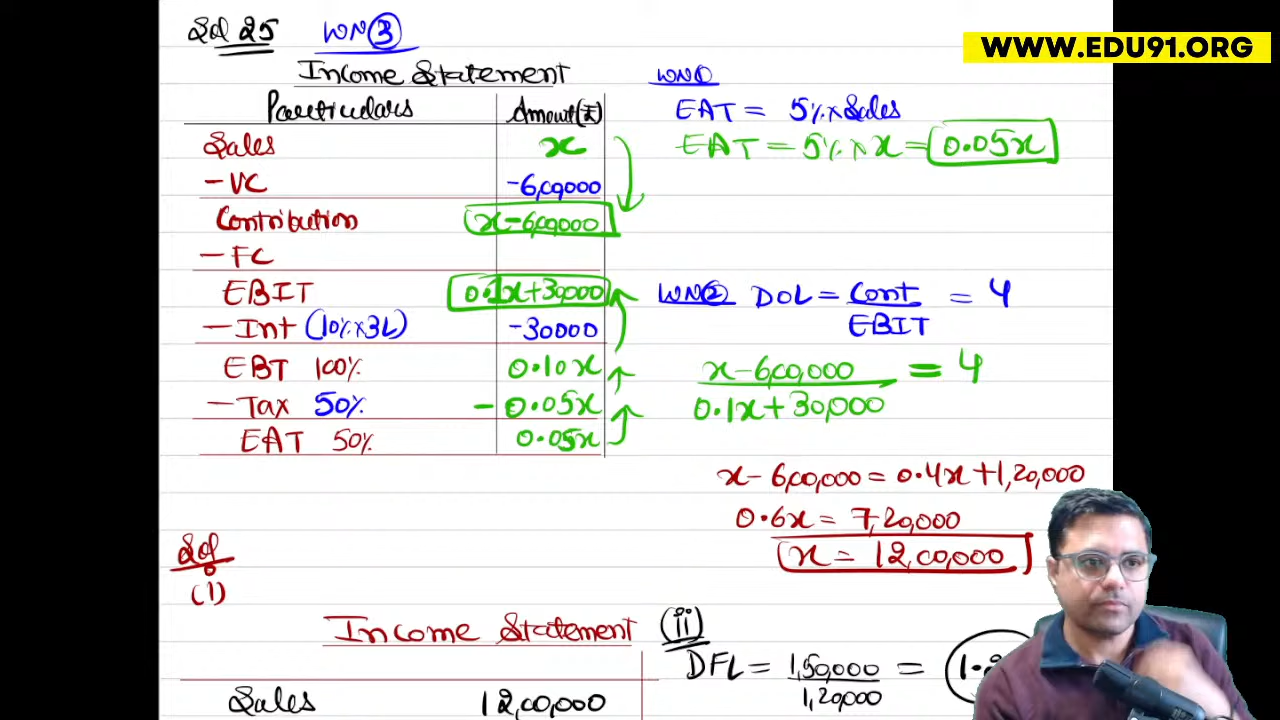 Sol 25 WN ③
WWW.EDU91.ORG
Income Statement
Particulars Amount(₹)
Sales x
-VC -6,00,000
Contribution x-6,00,000
-FC
EBIT 0.1x+30,000
-Int (10%×3L) -30000
EBT 100% 0.10x
-Tax 50% -0.05x
EAT 50% 0.05x
WN①
EAT = 5%×Sales
EAT = 5%×x = 0.05x
WN② DOL = Cont/EBIT = 4
x-6,00,000/0.1x+30,000 = 4
x-6,00,000 = 0.4x+1,20,000
0.6x = 7,20,000
x = 12,00,000
Sol
(1)
Income Statement
Sales 12,00,000
(ii)
DFL = 1,50,000/1,20,000 =